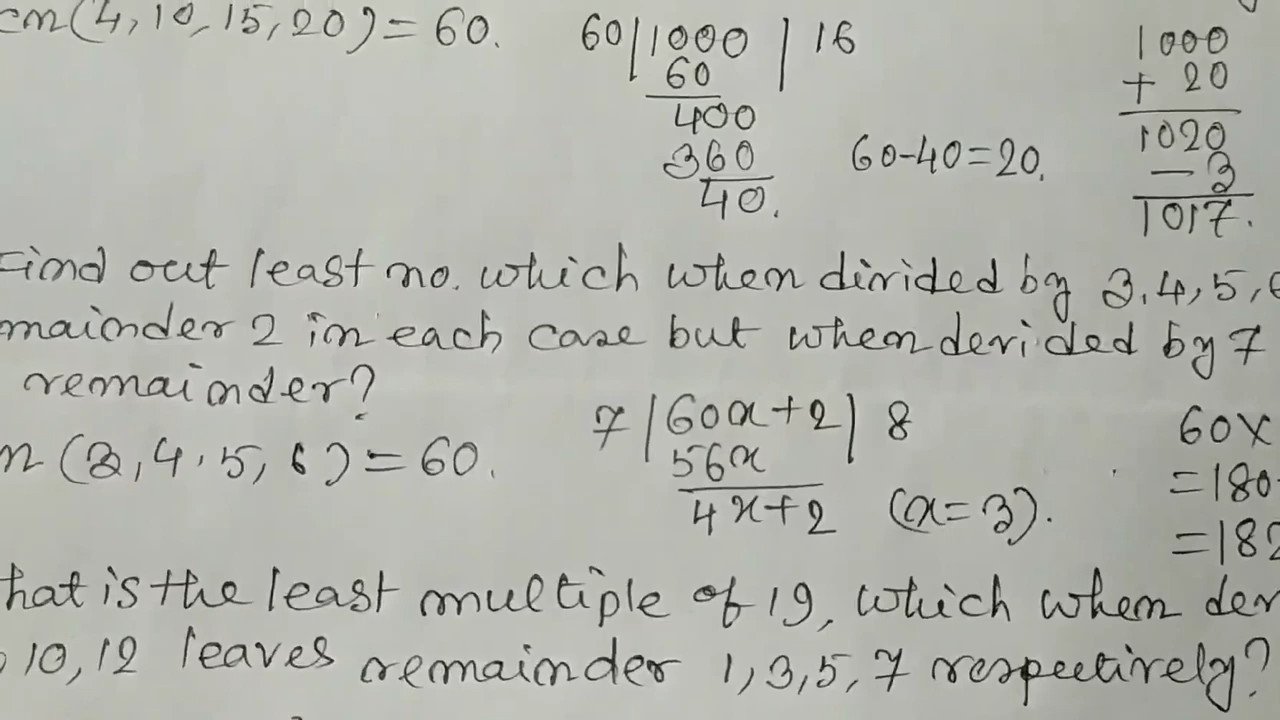 cm(4, 10, 15, 20) = 60. 60|1000|16
60
400
360
40.
60-40=20.
1000
+ 20
1020
- 3
1017.
Find out least no. which when divided by 3, 4, 5, 6
mainder 2 in each case but when derided by 7
remainder?
m (3, 4, 5, 6) = 60. 7|60x+2|8
56x
4x+2 (x=3).
60x
=180
=182
hat is the least multiple of 19, which when der
10, 12 leaves remainder 1, 3, 5, 7 respectively?